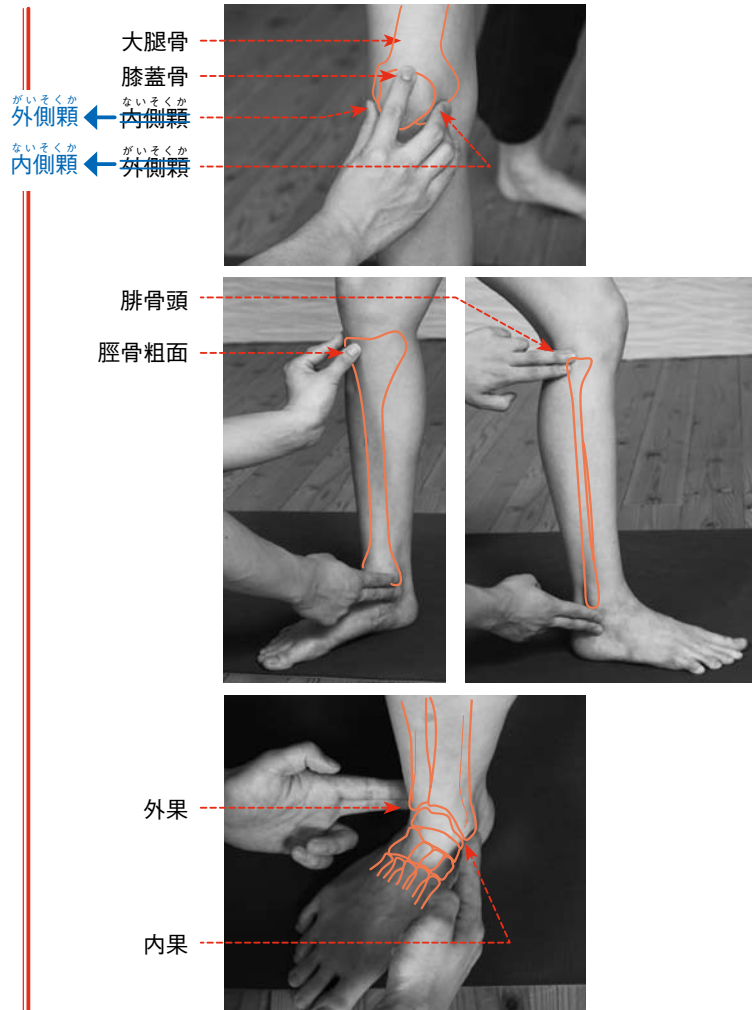 大腿骨
膝蓋骨
がいそくか ないそくか
外側顆 内側顆
ないそくか がいそくか
内側顆 外側顆
腓骨頭
脛骨粗面
外果
内果